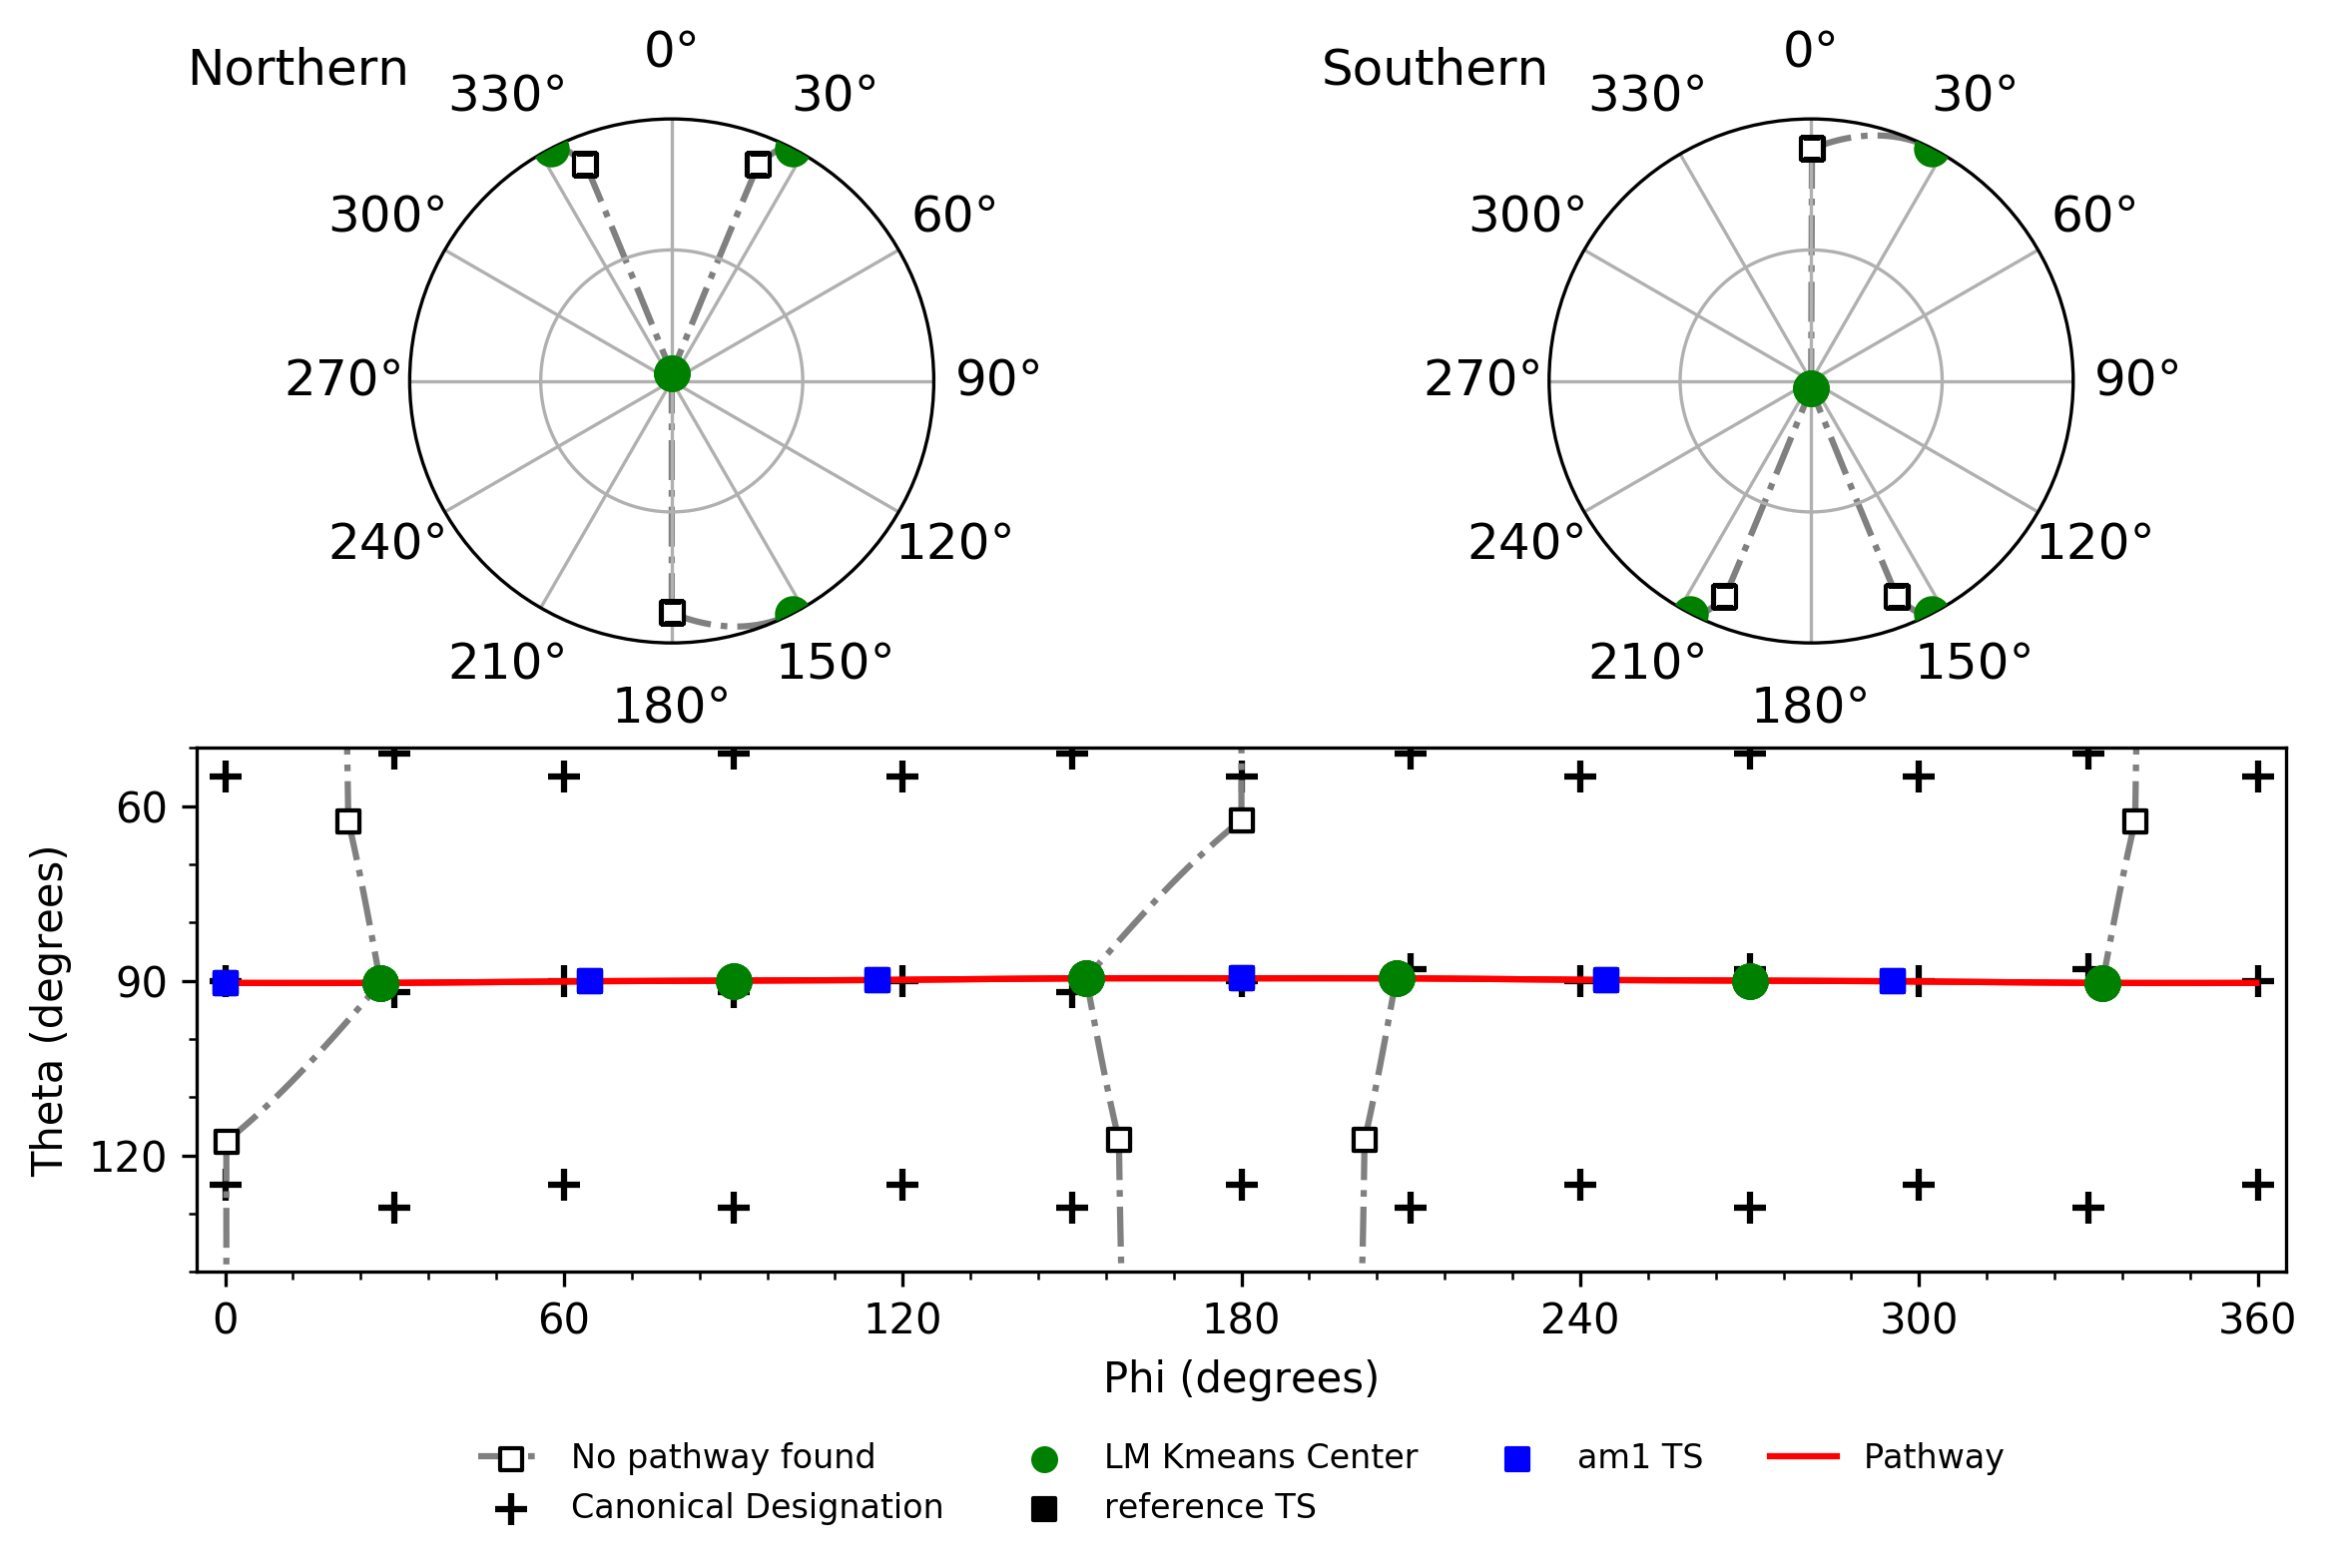 Northern
0°
330°
30°
300°
60°
270°
90°
240°
120°
210°
150°
180°
Southern
0°
330°
30°
300°
60°
270°
90°
240°
120°
210°
150°
180°
Theta (degrees)
60
90
120
0 60 120 180 240 300 360
Phi (degrees)
No pathway found
LM Kmeans Center
am1 TS
Pathway
Canonical Designation
reference TS